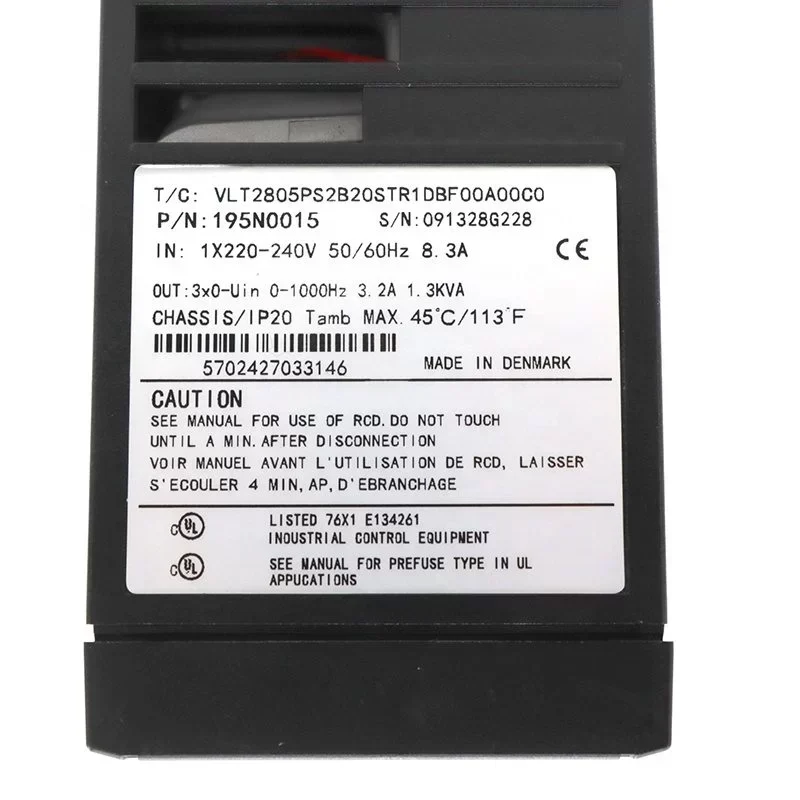 T/C: VLT2805PS2B20STR1DBF00A00C0
P/N:195N0015 S/N:091328G228
IN: 1X220-240V 50/60Hz 8.3A CE
OUT:3x0-Uin 0-1000Hz 3.2A 1.3KVA
CHASSIS/IP20 Tamb MAX.45°C/113°F
5702427033146 MADE IN DENMARK
CAUTION
SEE MANUAL FOR USE OF RCD.DO NOT TOUCH
UNTIL A MIN.AFTER DISCONNECTION
VOIR MANUEL AVANT L'UTILISATION DE RCD, LAISSER
S'ECOULER 4 MIN,AP,D'EBRANCHAGE
c UL LISTED 76X1 E134261
INDUSTRIAL CONTROL EQUIPMENT
c UL SEE MANUAL FOR PREFUSE TYPE IN UL
APPUCATIONS